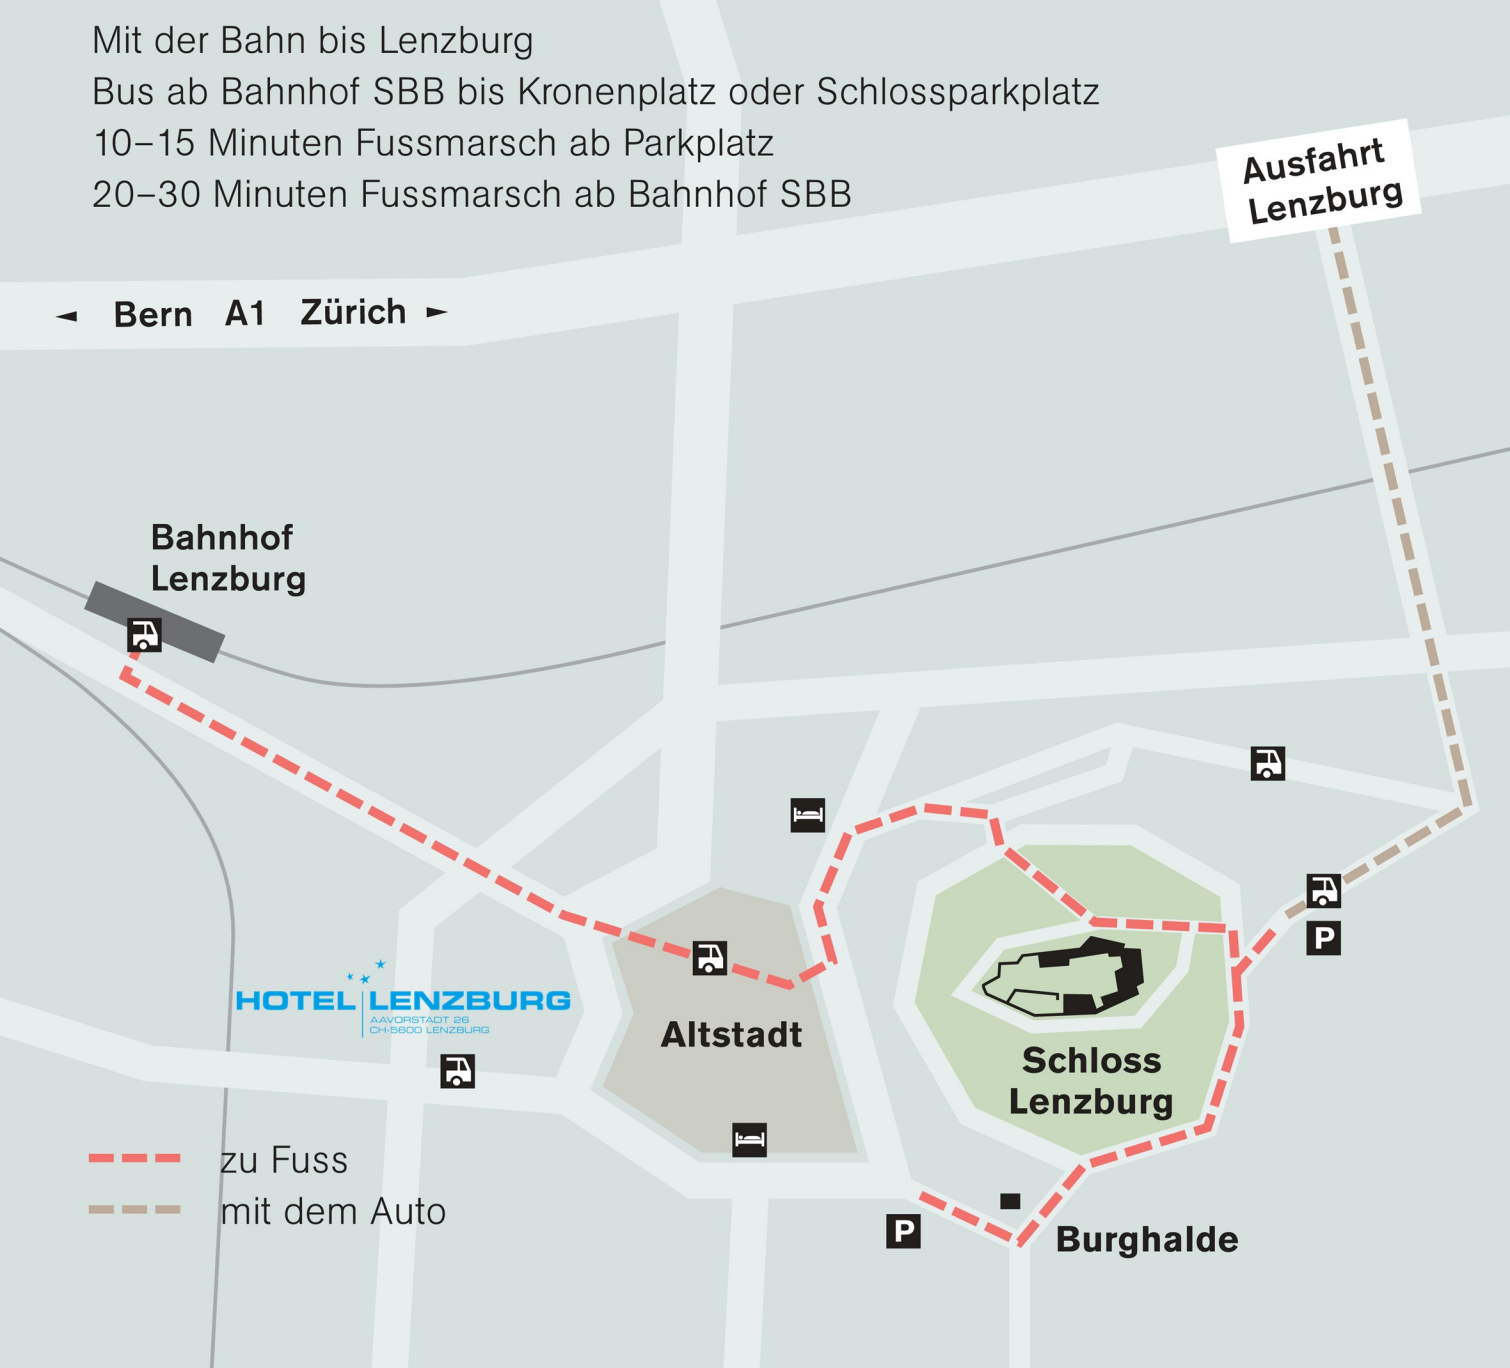 Mit der Bahn bis Lenzburg
Bus ab Bahnhof SBB bis Kronenplatz oder Schlossparkplatz
10–15 Minuten Fussmarsch ab Parkplatz
20–30 Minuten Fussmarsch ab Bahnhof SBB
Ausfahrt
Lenzburg
◄ Bern A1 Zürich ►
Bahnhof
Lenzburg
HOTEL LENZBURG
AAVORSTADT 26
CH-5600 LENZBURG
Altstadt
P
Schloss
Lenzburg
zu Fuss
mit dem Auto
P
Burghalde